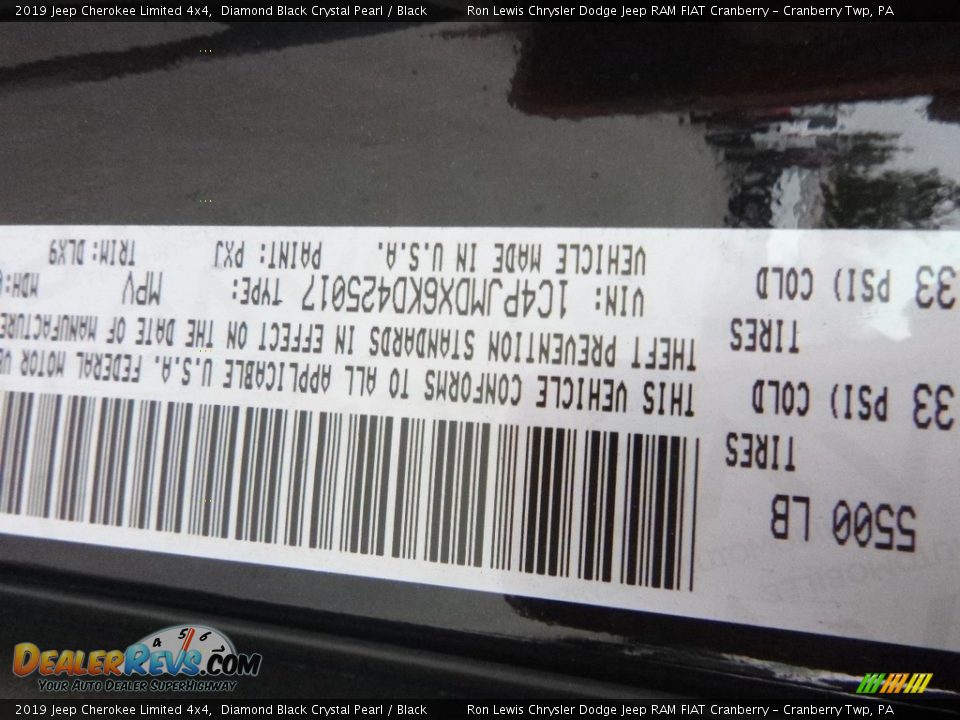 2019 Jeep Cherokee Limited 4x4, Diamond Black Crystal Pearl / Black Ron Lewis Chrysler Dodge Jeep RAM FIAT Cranberry - Cranberry Twp, PA
5500 LB
TIRES
33 PSI) COLD
TIRES
33 PSI) COLD
THIS VEHICLE CONFORMS TO ALL APPLICABLE U.S.A. FEDERAL MOTOR
THEFT PREVENTION STANDARDS IN EFFECT ON THE DATE OF MANUFACTURE
VIN: 1C4PJMDX6KD425017 TYPE: MPV MDH:
VEHICLE MADE IN U.S.A. PAINT: PXJ TRIM: DLX9
4 5 6
DEALERREVS.COM
YOUR AUTO DEALER SUPERHIGHWAY
2019 Jeep Cherokee Limited 4x4, Diamond Black Crystal Pearl / Black Ron Lewis Chrysler Dodge Jeep RAM FIAT Cranberry - Cranberry Twp, PA